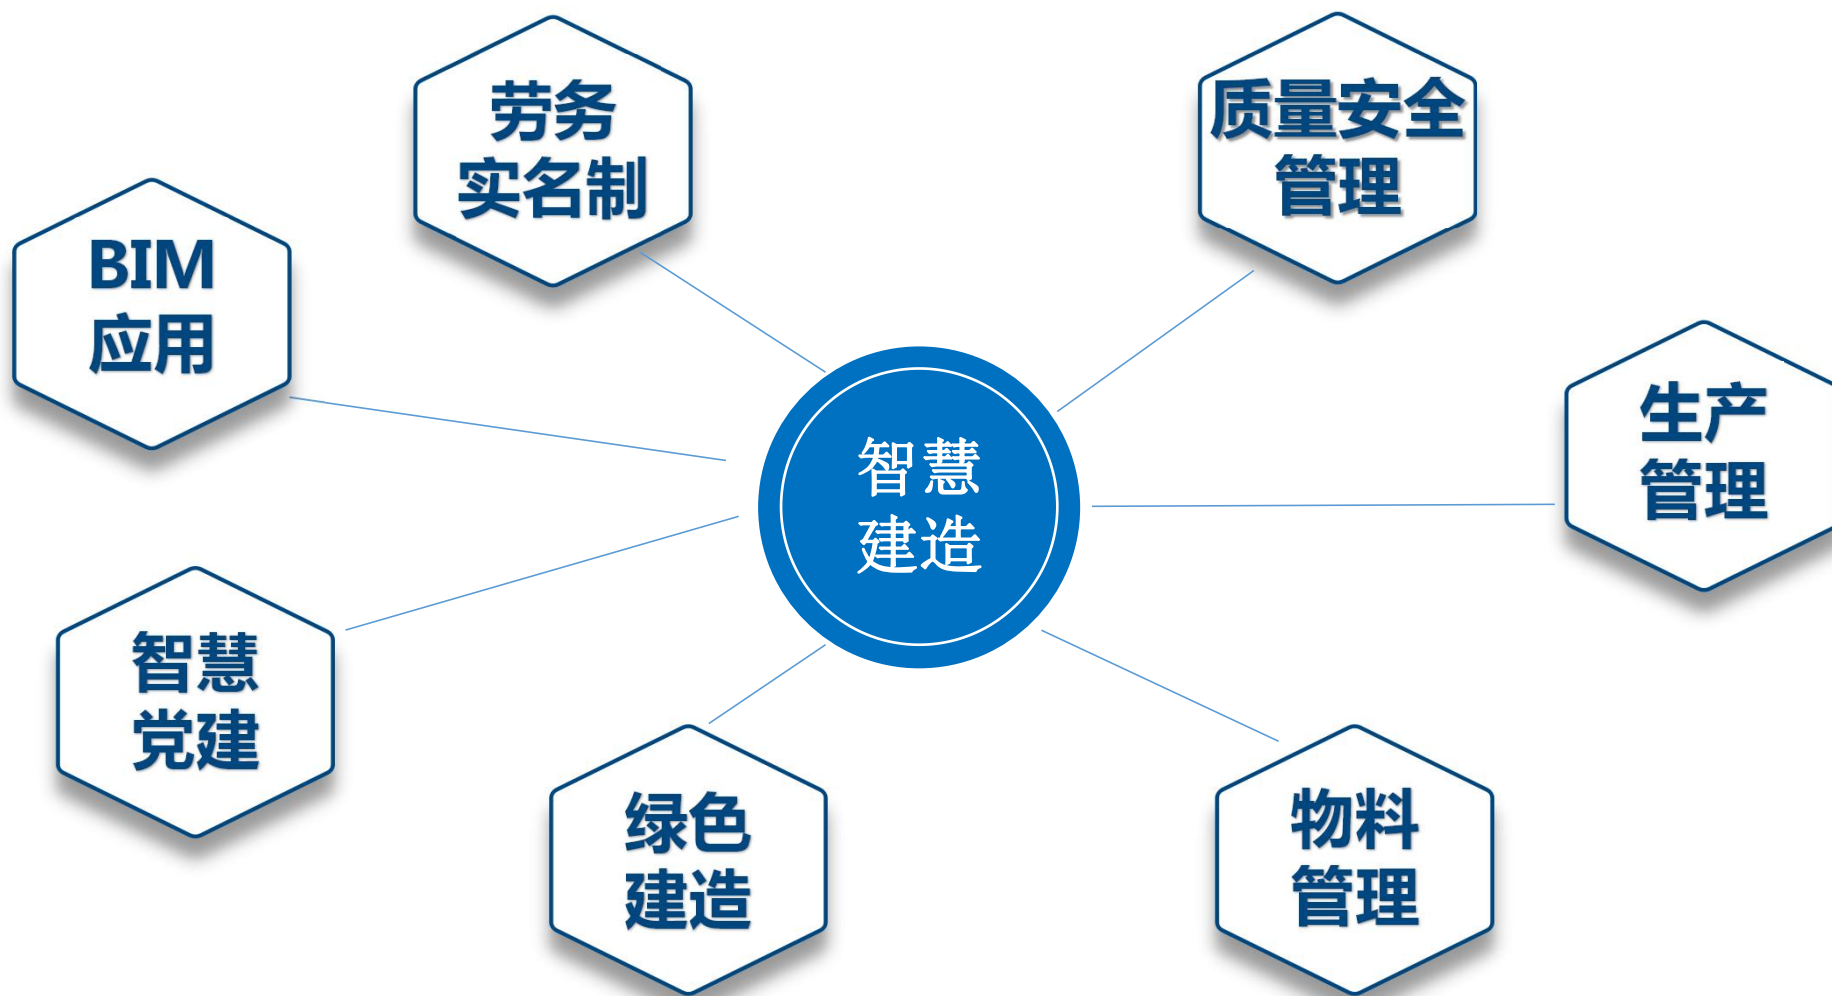 劳务
实名制
质量安全
管理
BIM
应用
生产
管理
智慧
建造
智慧
党建
绿色
建造
物料
管理